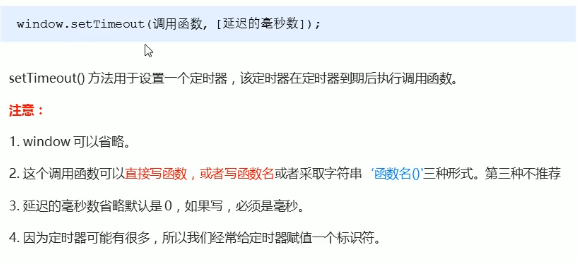 window.setTimeout(调用函数, [延迟的毫秒数]);
setTimeout() 方法用于设置一个定时器，该定时器在定时器到期后执行调用函数。
注意：
1. window 可以省略。
2. 这个调用函数可以直接写函数，或者写函数名或者采取字符串‘函数名()'三种形式。第三种不推荐
3. 延迟的毫秒数省略默认是 0，如果写，必须是毫秒。
4. 因为定时器可能有很多，所以我们经常给定时器赋值一个标识符。